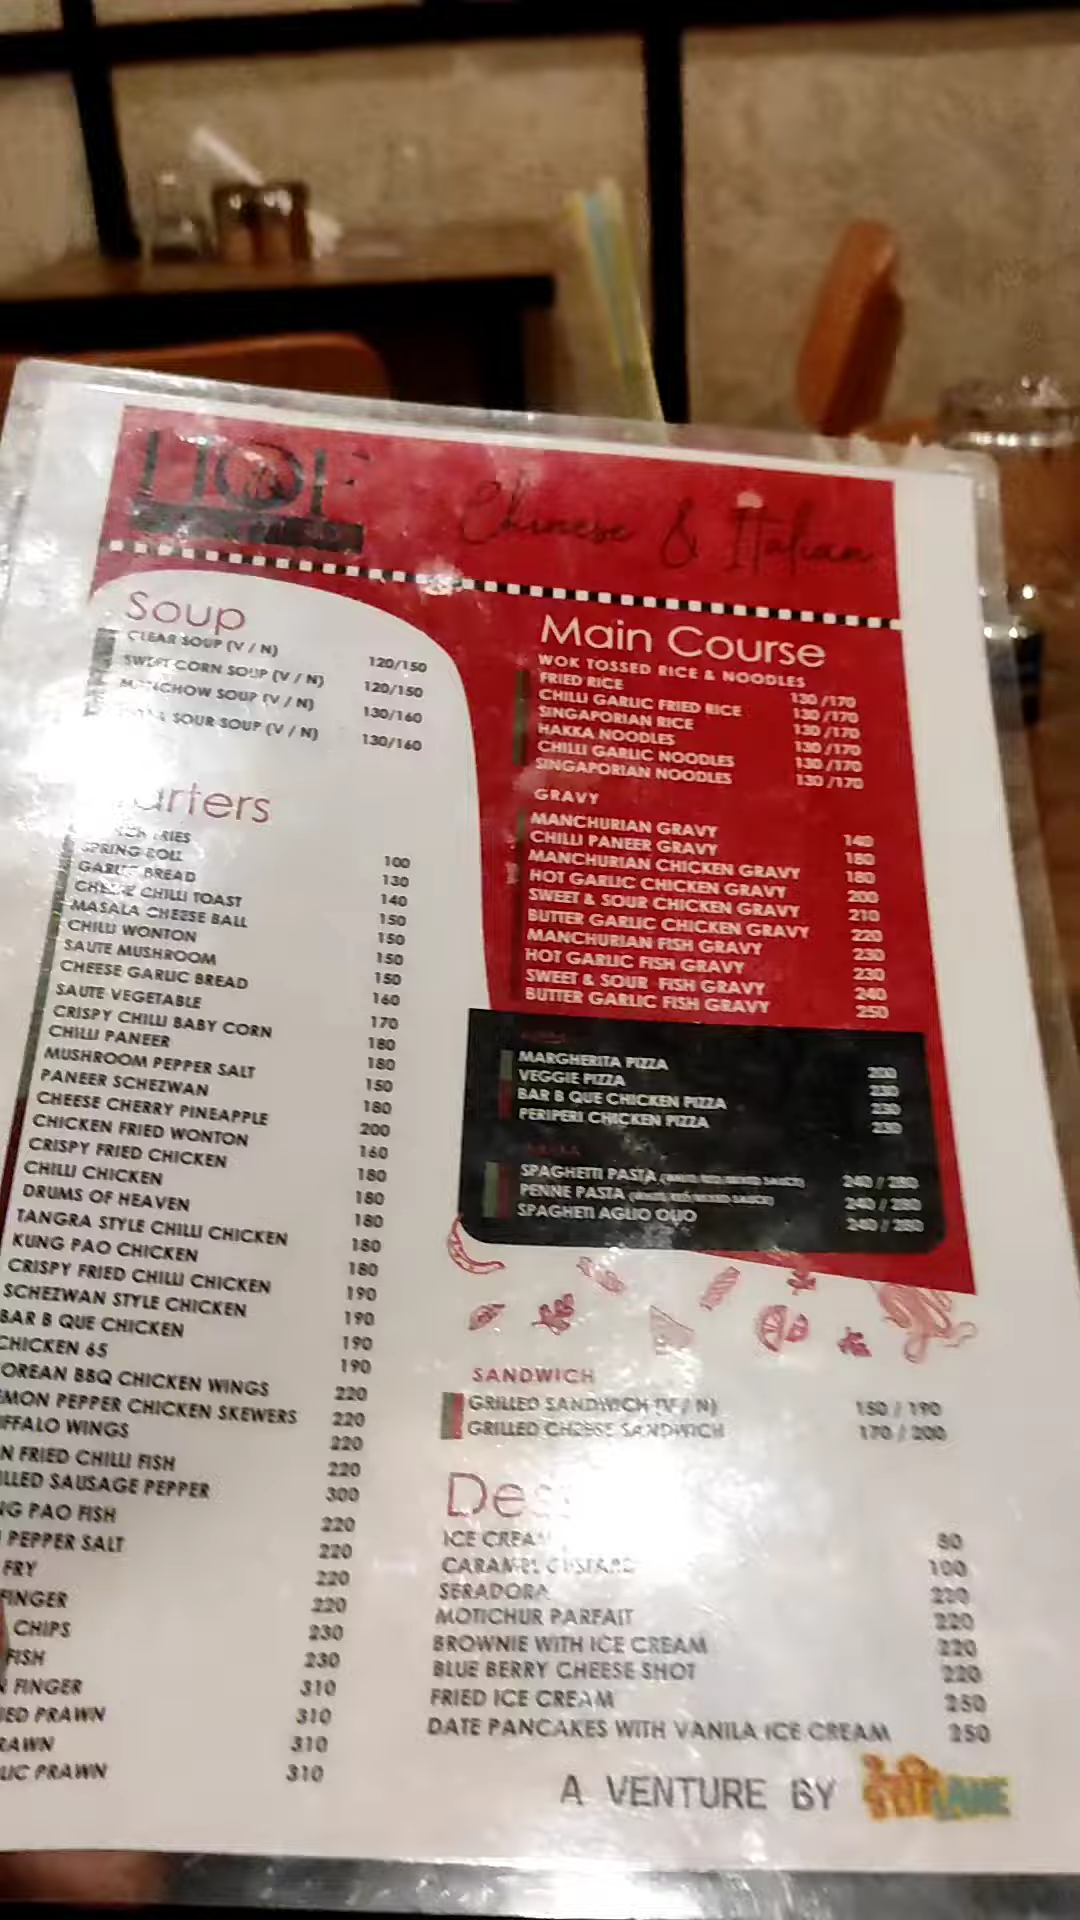 Chinese & Italian
Soup
CLEAR SOUP (V / N) 120/150
SWEET CORN SOUP (V / N) 120/150
MANCHOW SOUP (V / N) 130/160
SOUR SOUP (V / N) 130/160
arters
FRIES 100
SPRING ROLL 130
GARLIC BREAD 140
CHEESE CHILLI TOAST 150
MASALA CHEESE BALL 150
CHILLI WONTON 150
SAUTE MUSHROOM 150
CHEESE GARLIC BREAD 160
SAUTE VEGETABLE 170
CRISPY CHILLI BABY CORN 180
CHILLI PANEER 180
MUSHROOM PEPPER SALT 150
PANEER SCHEZWAN 180
CHEESE CHERRY PINEAPPLE 200
CHICKEN FRIED WONTON 160
CRISPY FRIED CHICKEN 180
CHILLI CHICKEN 180
DRUMS OF HEAVEN 180
TANGRA STYLE CHILLI CHICKEN 180
KUNG PAO CHICKEN 180
CRISPY FRIED CHILLI CHICKEN 190
SCHEZWAN STYLE CHICKEN 190
BAR B QUE CHICKEN 190
CHICKEN 65 190
OREAN BBQ CHICKEN WINGS 220
EMON PEPPER CHICKEN SKEWERS 220
UFFALO WINGS 220
N FRIED CHILLI FISH 220
ILLED SAUSAGE PEPPER 300
NG PAO FISH 220
PEPPER SALT 220
FRY 220
FINGER 220
CHIPS 230
FISH 230
FINGER 310
IED PRAWN 310
RAWN 310
LIC PRAWN 310
Main Course
WOK TOSSED RICE & NOODLES
FRIED RICE 130 /170
CHILLI GARLIC FRIED RICE 130 /170
SINGAPORIAN RICE 130 /170
HAKKA NOODLES 130 /170
CHILLI GARLIC NOODLES 130 /170
SINGAPORIAN NOODLES 130 /170
GRAVY
MANCHURIAN GRAVY 140
CHILLI PANEER GRAVY 180
MANCHURIAN CHICKEN GRAVY 180
HOT GARLIC CHICKEN GRAVY 200
SWEET & SOUR CHICKEN GRAVY 210
BUTTER GARLIC CHICKEN GRAVY 220
MANCHURIAN FISH GRAVY 230
HOT GARLIC FISH GRAVY 230
SWEET & SOUR FISH GRAVY 240
BUTTER GARLIC FISH GRAVY 250
MARGHERITA PIZZA 200
VEGGIE PIZZA 230
BAR B QUE CHICKEN PIZZA 230
PERIPERI CHICKEN PIZZA 230
SPAGHETTI PASTA 240 / 280
PENNE PASTA 240 / 280
SPAGHETI AGLIO OLIO 240 / 280
SANDWICH
GRILLED SANDWICH (V / N) 150 / 190
GRILLED CHEESE SANDWICH 170 / 200
Des
ICE CREAM 80
CARAMEL CUSTARD 100
SERADORA 220
MOTICHUR PARFAIT 220
BROWNIE WITH ICE CREAM 220
BLUE BERRY CHEESE SHOT 220
FRIED ICE CREAM 250
DATE PANCAKES WITH VANILA ICE CREAM 250
A VENTURE BY